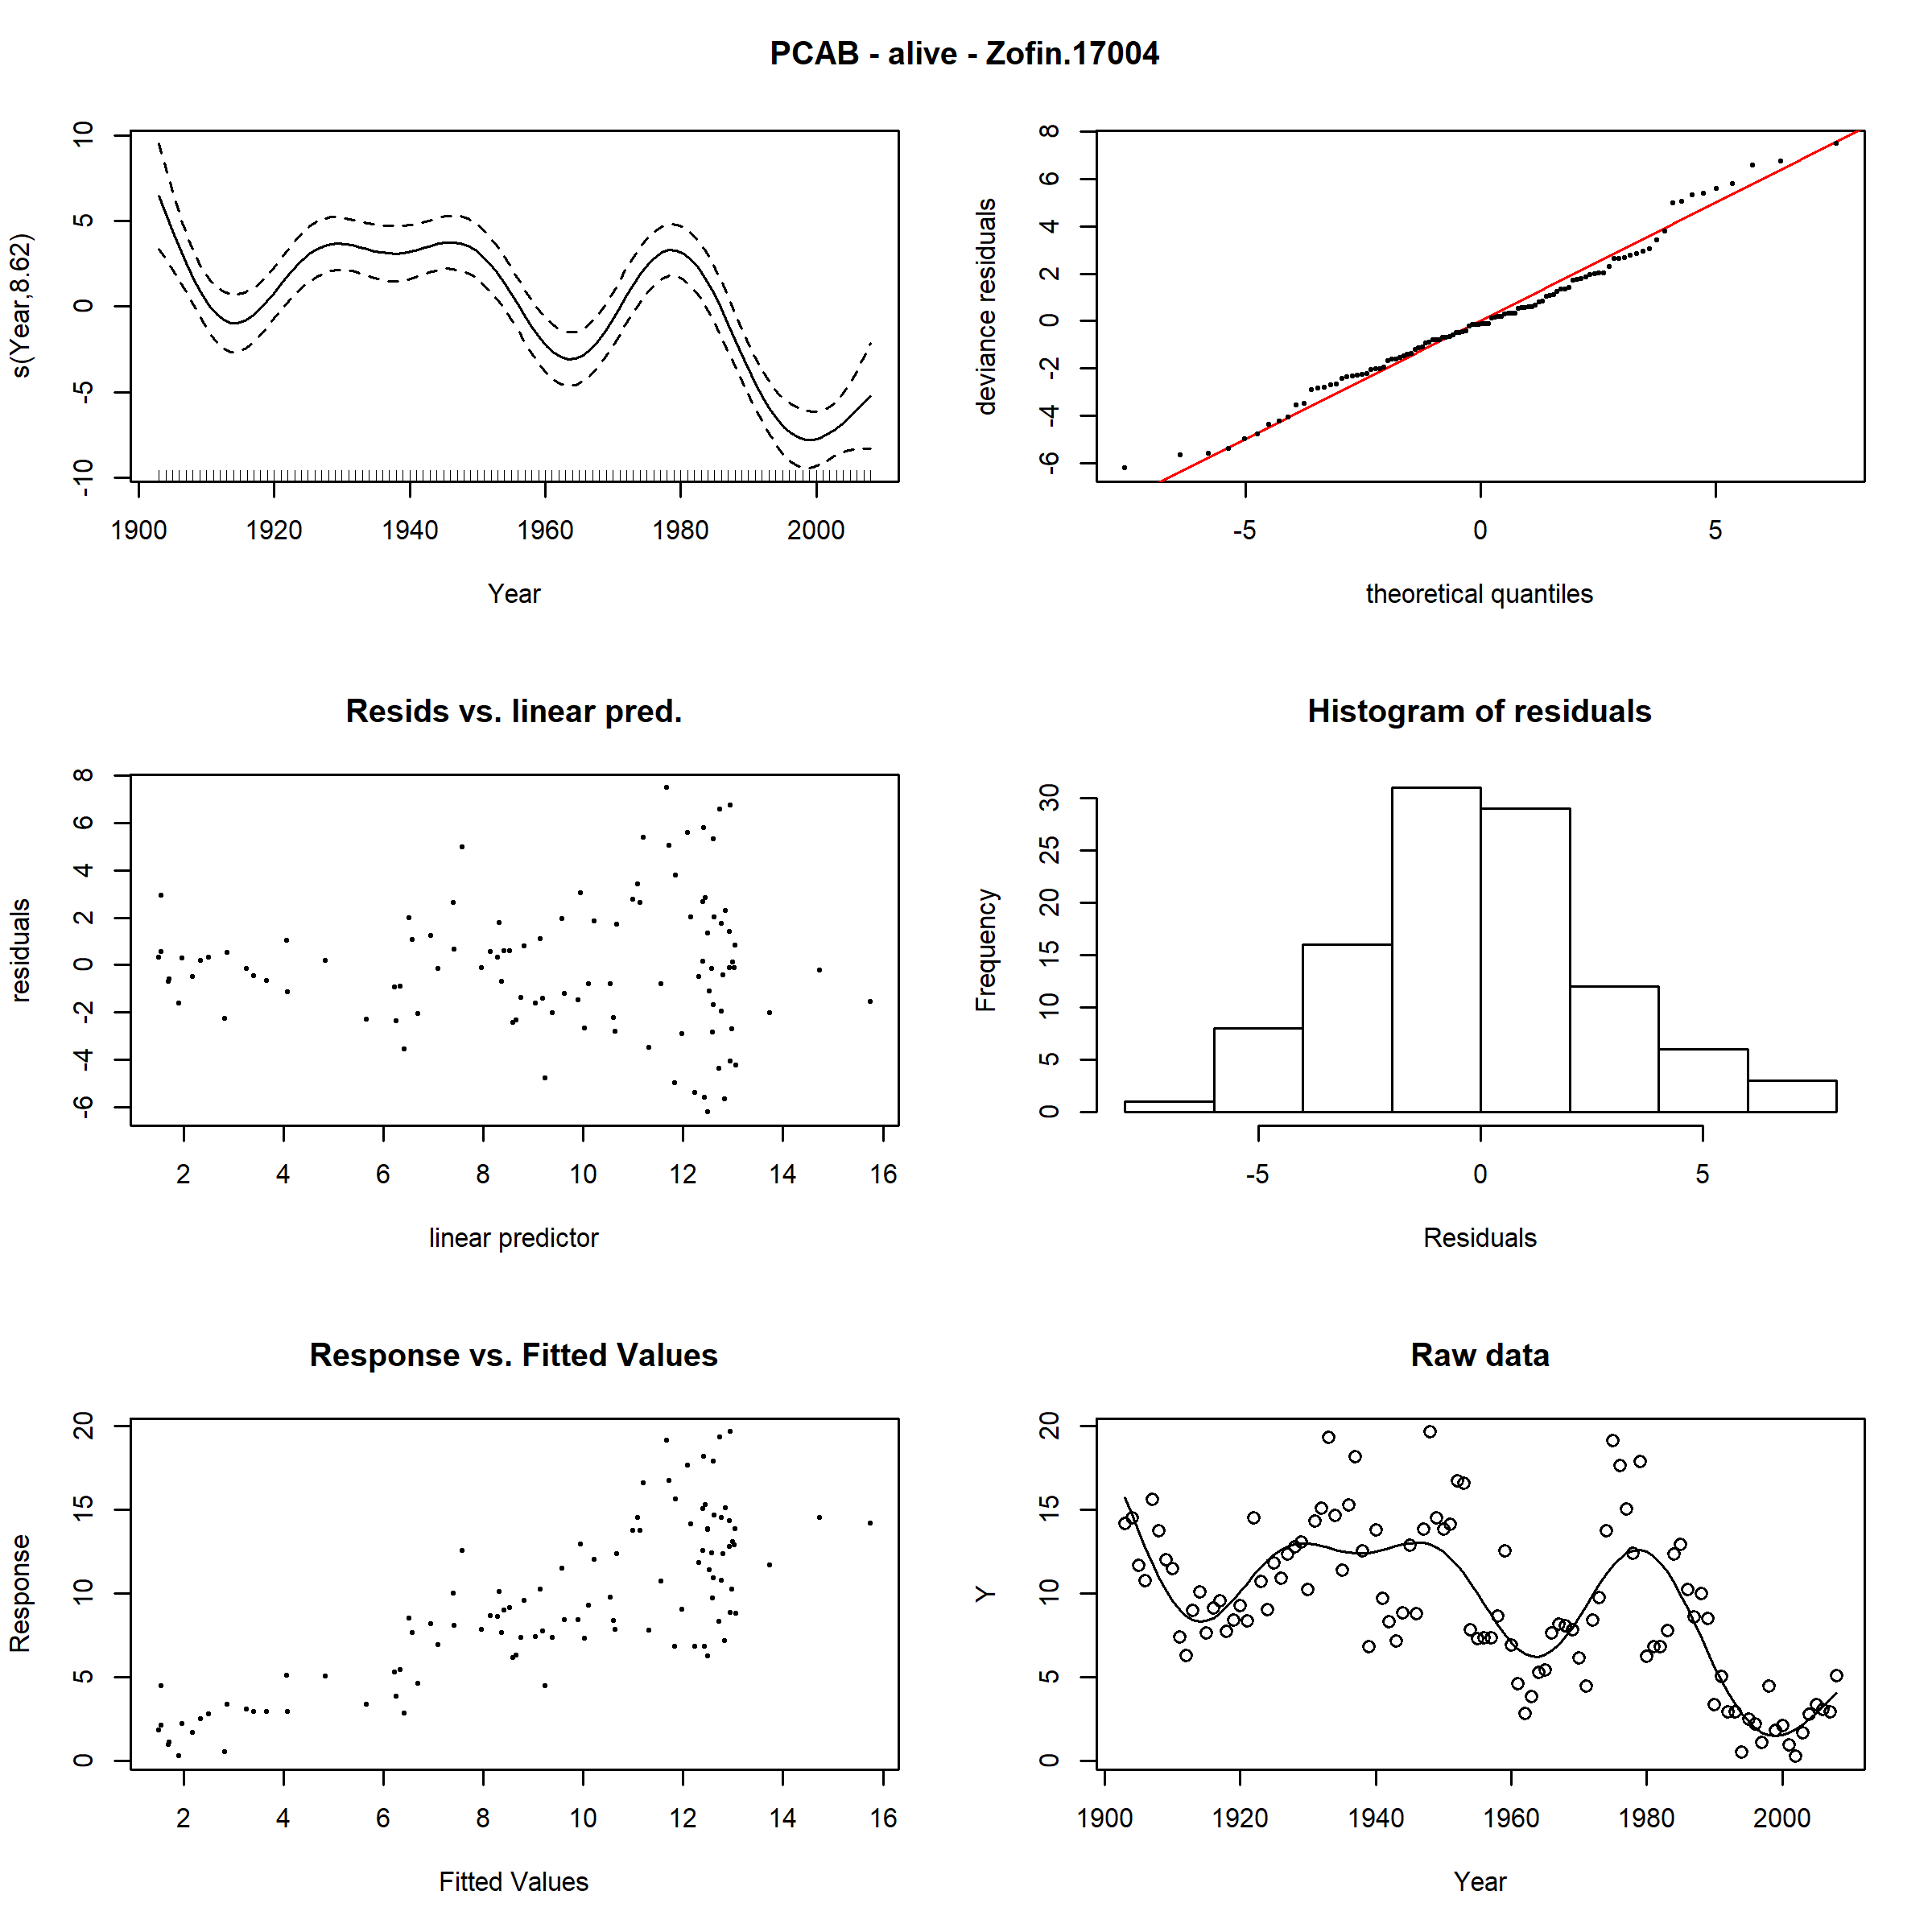 PCAB - alive - Zofin.17004
s(Year,8.62)
10
5
0
-5
-10
1900 1920 1940 1960 1980 2000
Year
deviance residuals
8
6
4
2
0
-2
-4
-6
-5 0 5
theoretical quantiles
Resids vs. linear pred.
residuals
8
6
4
2
0
-2
-4
-6
2 4 6 8 10 12 14 16
linear predictor
Histogram of residuals
Frequency
30
25
20
15
10
5
0
-5 0 5
Residuals
Response vs. Fitted Values
Response
20
15
10
5
0
2 4 6 8 10 12 14 16
Fitted Values
Raw data
Y
20
15
10
5
0
1900 1920 1940 1960 1980 2000
Year